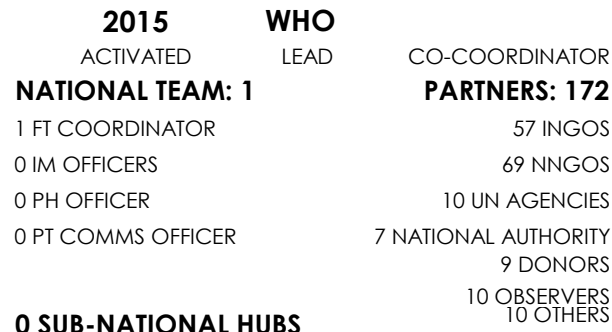 2015 WHO
ACTIVATED LEAD CO-COORDINATOR
NATIONAL TEAM: 1 PARTNERS: 172
1 FT COORDINATOR 57 INGOS
0 IM OFFICERS 69 NNGOS
0 PH OFFICER 10 UN AGENCIES
0 PT COMMS OFFICER 7 NATIONAL AUTHORITY
9 DONORS
10 OBSERVERS
10 OTHERS
0 SUB-NATIONAL HUBS